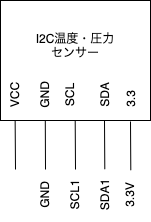 I2C温度・圧力
センサー
VCC
GND
SCL
SDA
3.3
GND
SCL1
SDA1
3.3V